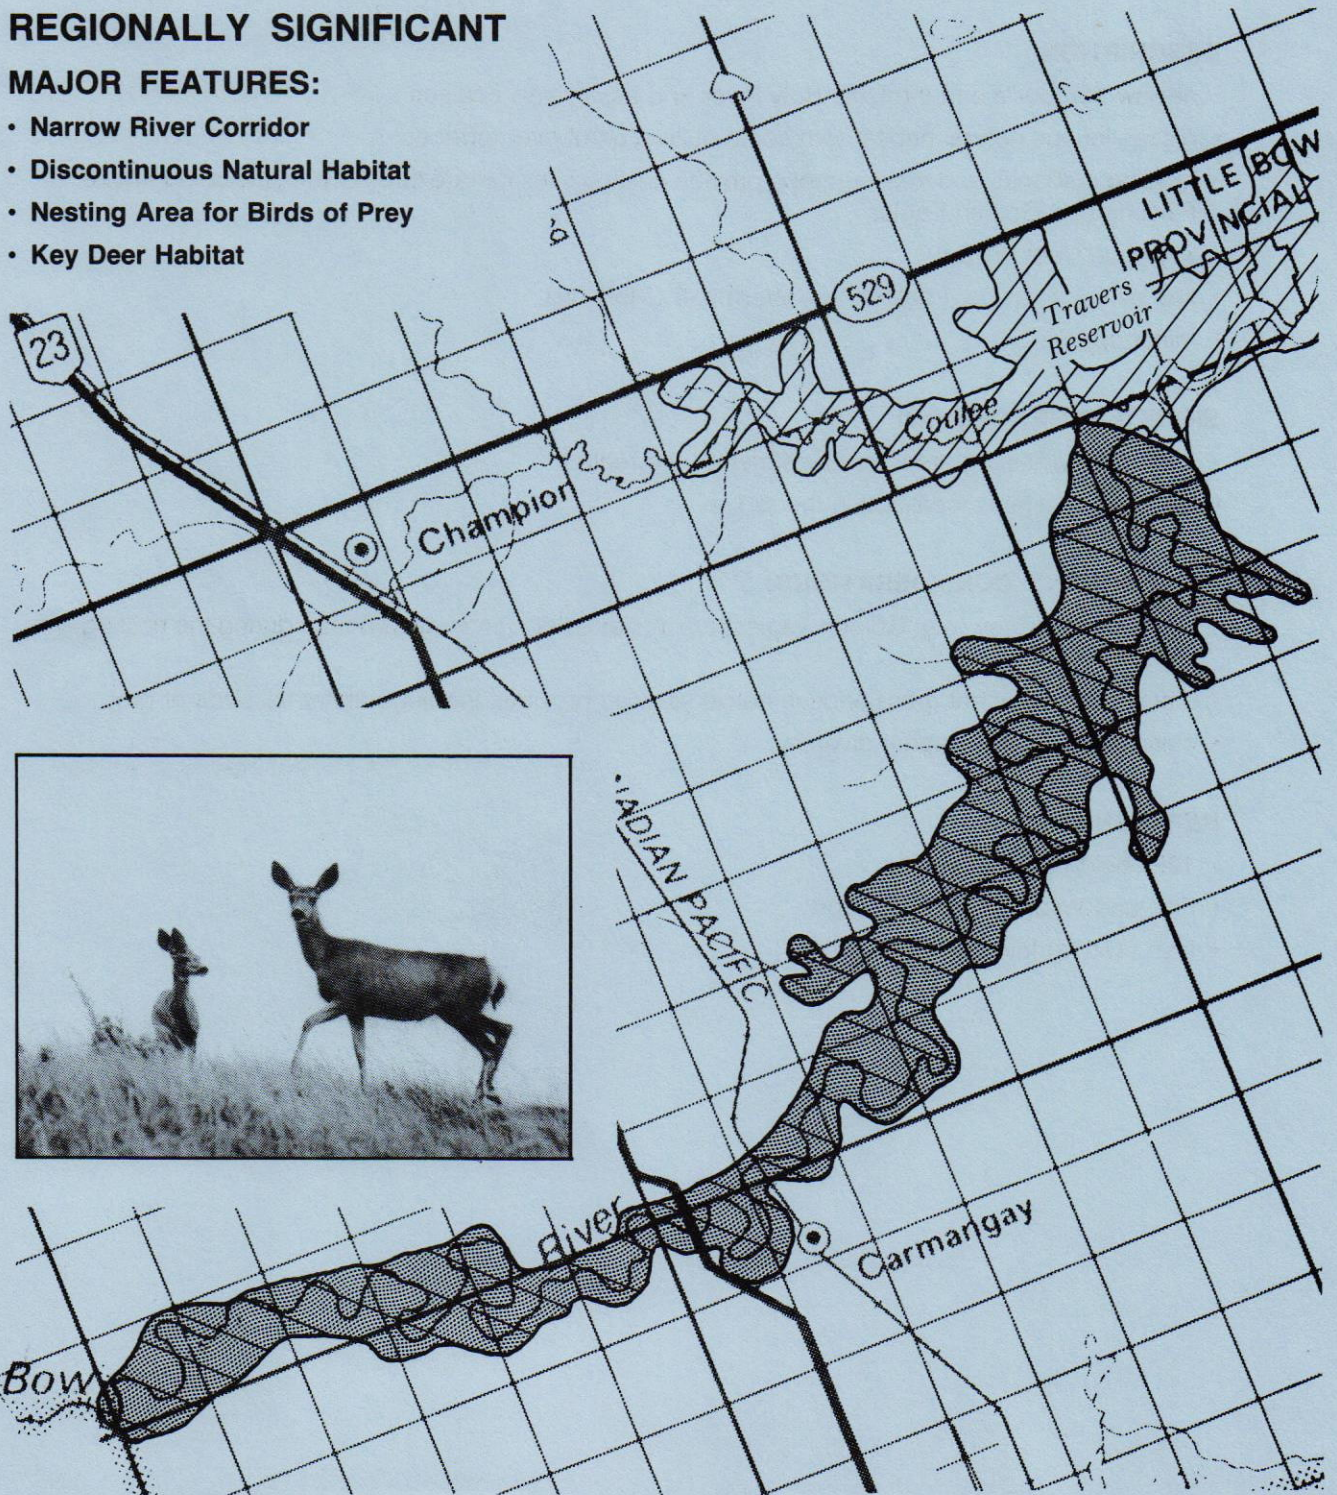 REGIONALLY SIGNIFICANT
MAJOR FEATURES:
• Narrow River Corridor
• Discontinuous Natural Habitat
• Nesting Area for Birds of Prey
• Key Deer Habitat
LITTLE BOW
PROVINCIAL
529
Travers
Reservoir
23
Coulee
Champion
ADIAN PACIFIC
River
Carmangay
Bow